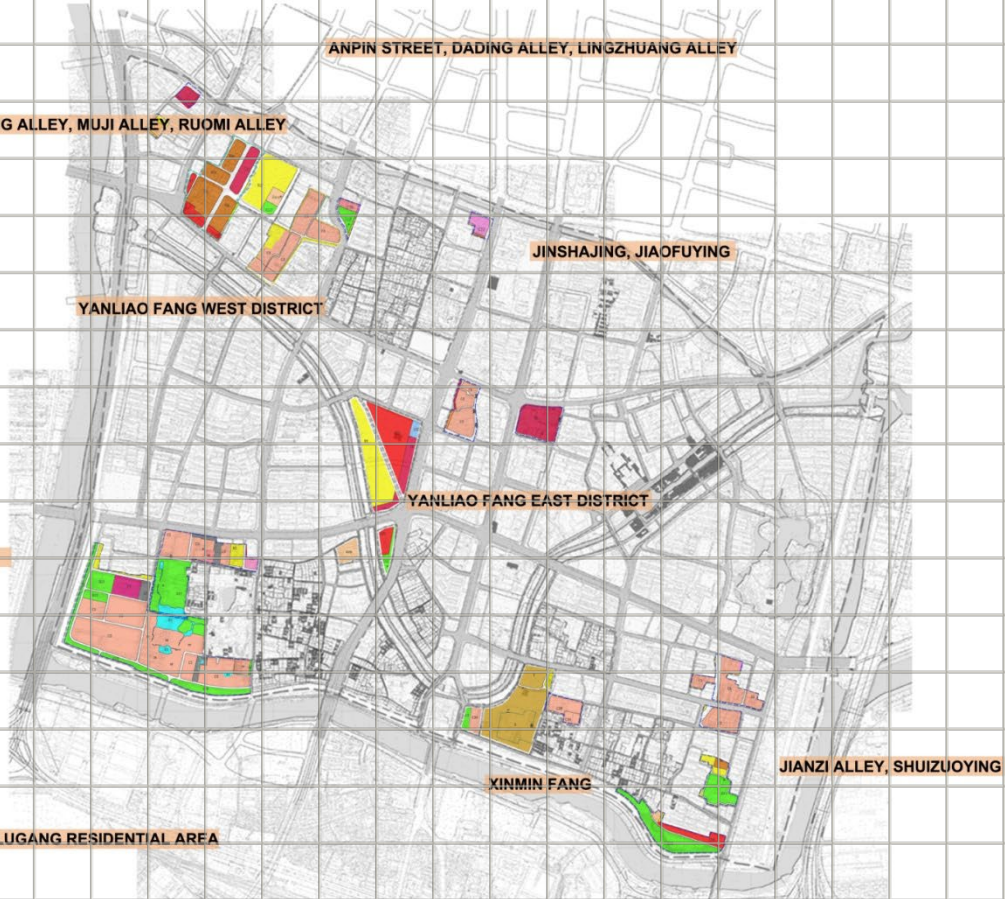 ANPIN STREET, DADING ALLEY, LINGZHUANG ALLEY
G ALLEY, MUJI ALLEY, RUOMI ALLEY
JINSHAJING, JIAOFUYING
YANLIAO FANG WEST DISTRICT
YANLIAO FANG EAST DISTRICT
JIANZI ALLEY, SHUIZUOYING
XINMIN FANG
LUGANG RESIDENTIAL AREA